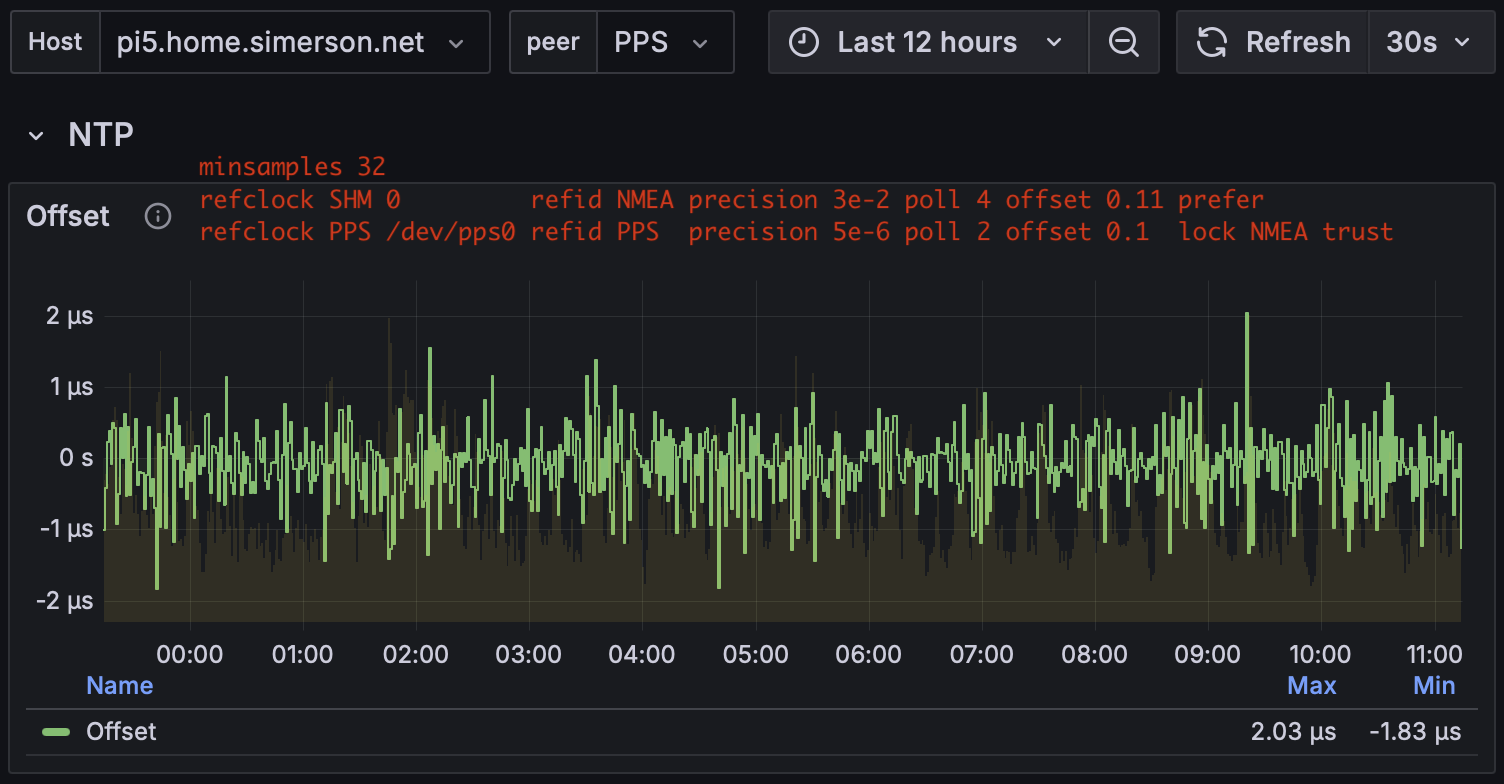 Host pi5.home.simerson.net peer PPS Last 12 hours Refresh 30s
NTP
minsamples 32
refclock SHM 0 refid NMEA precision 3e-2 poll 4 offset 0.11 prefer
Offset
refclock PPS /dev/pps0 refid PPS precision 5e-6 poll 2 offset 0.1 lock NMEA trust
2 µs
1 µs
0 s
-1 µs
-2 µs
00:00 01:00 02:00 03:00 04:00 05:00 06:00 07:00 08:00 09:00 10:00 11:00
Name Max Min
Offset 2.03 µs -1.83 µs